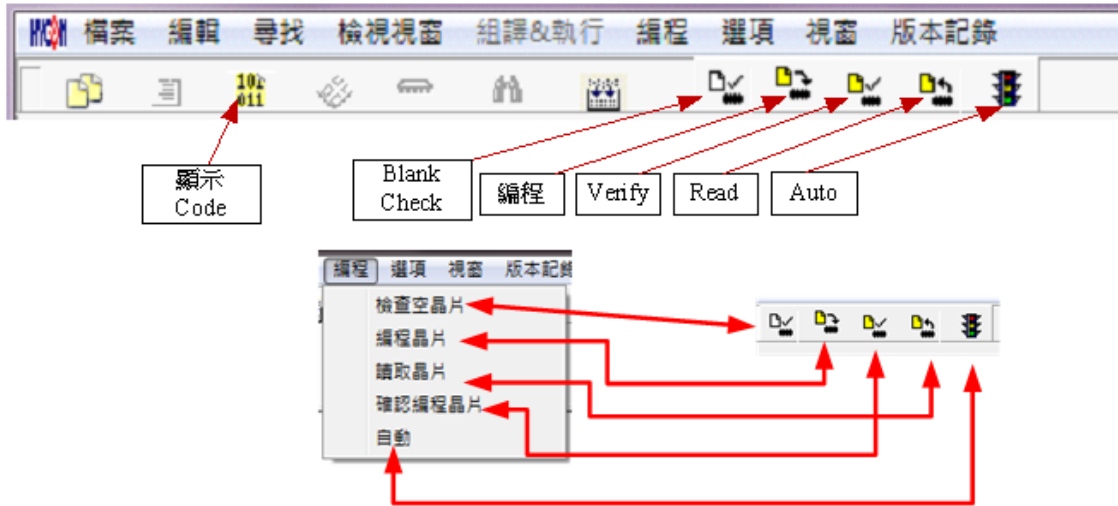 HYCON 檔案 編輯 尋找 檢視視窗 組譯&執行 編程 選項 視窗 版本記錄
101
011
顯示
Code
Blank
Check
編程
Verify
Read
Auto
編程 選項 視窗 版本記錄
檢查空晶片
編程晶片
讀取晶片
確認編程晶片
自動